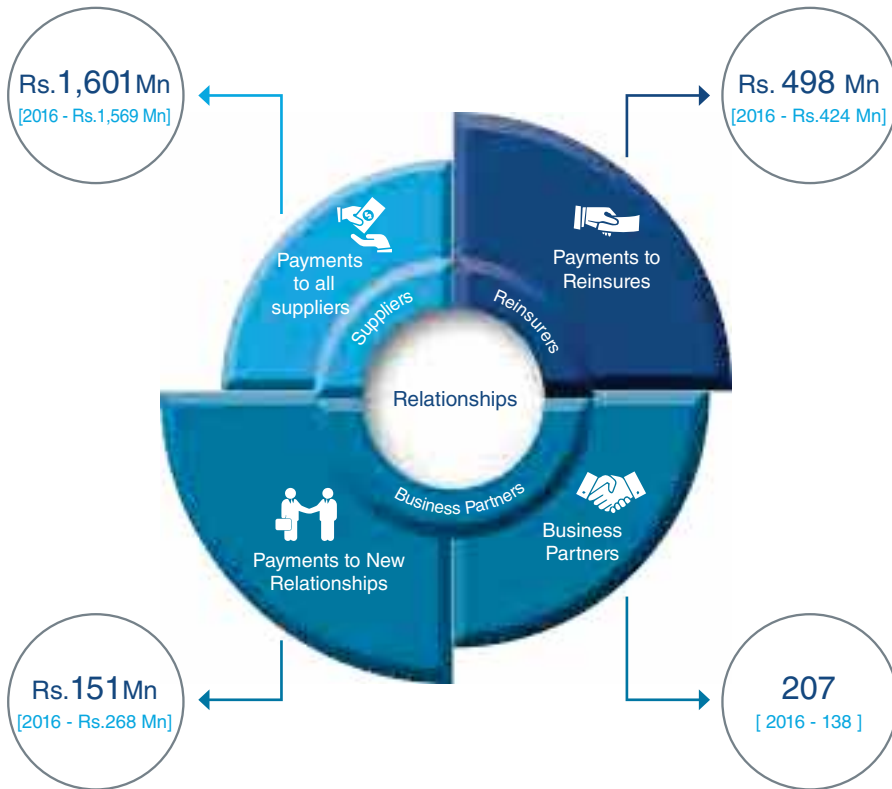 Rs.1,601Mn
[2016 - Rs.1,569 Mn]
Rs. 498 Mn
[2016 - Rs.424 Mn]
Payments
to all
suppliers
Payments to
Reinsures
Suppliers
Reinsurers
Relationships
Business Partners
Payments to New
Relationships
Business
Partners
Rs.151Mn
[2016 - Rs.268 Mn]
207
[ 2016 - 138 ]